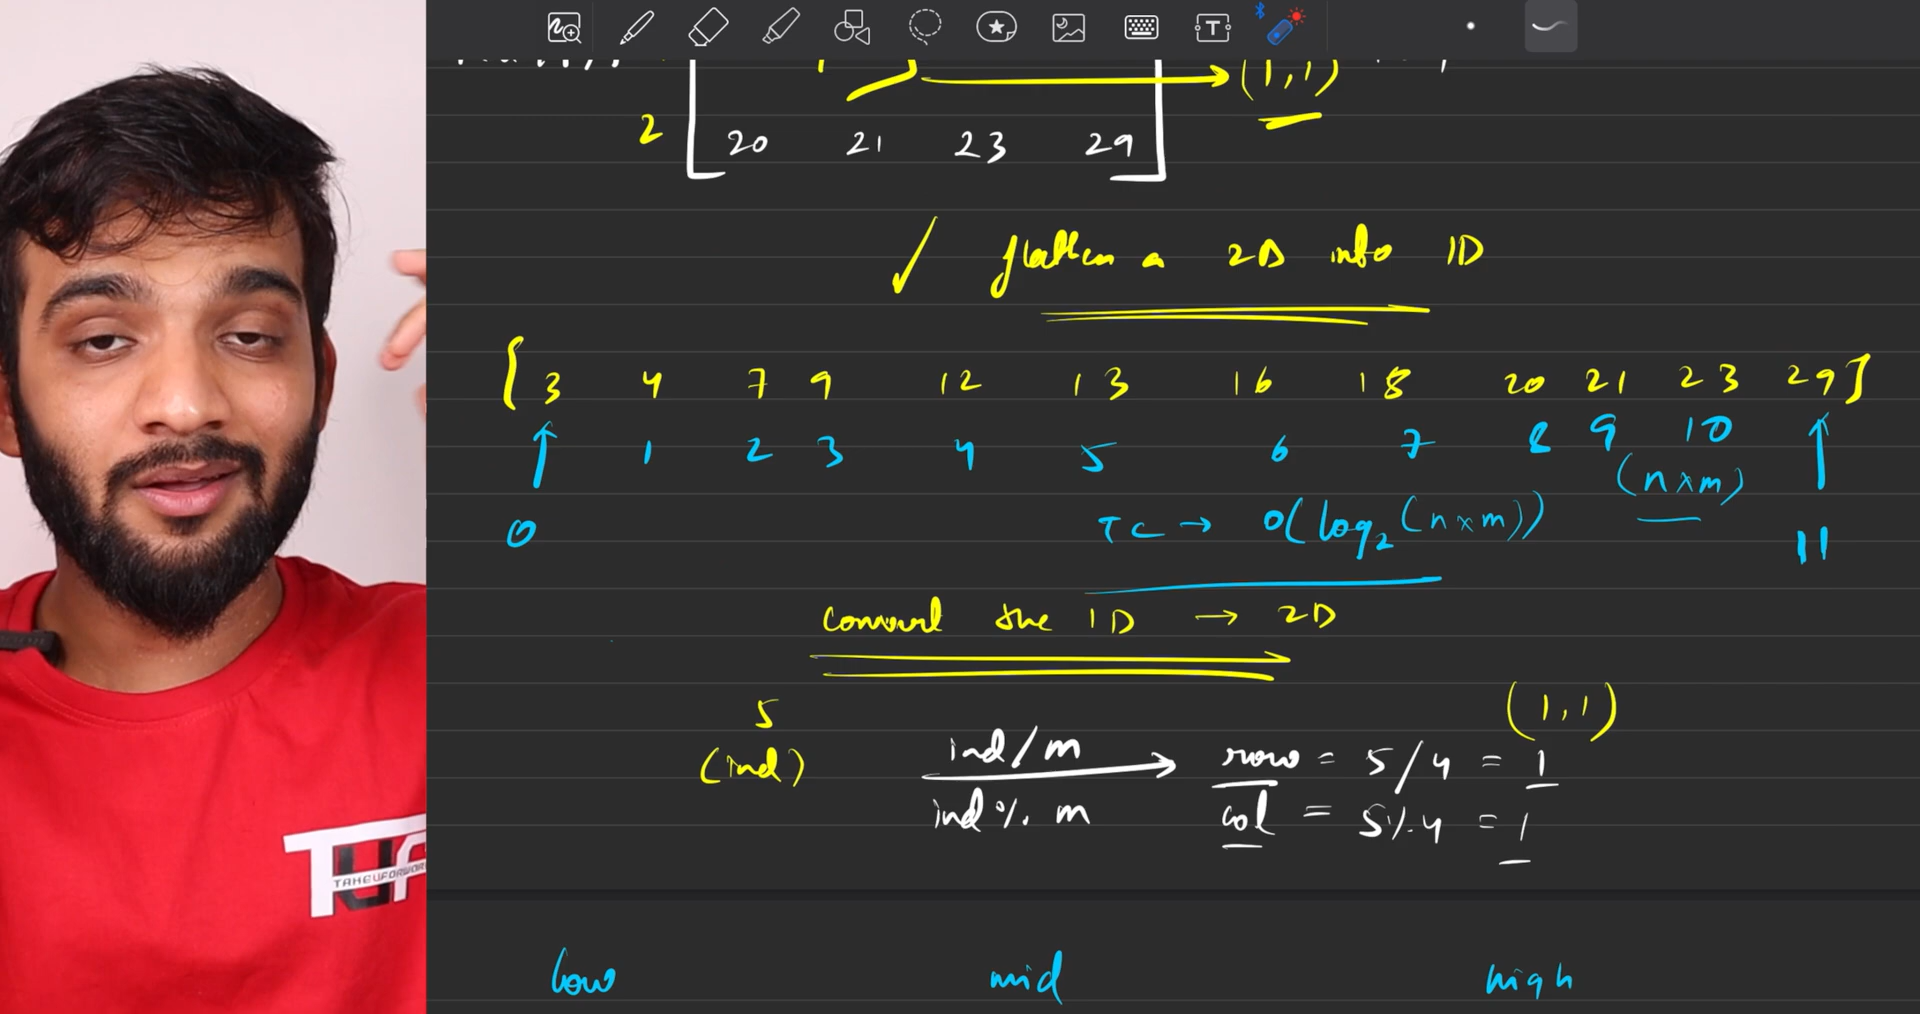 (1,1)
2 20 21 23 29
flatten a 2D into 1D
[3 4 7 9 12 13 16 18 20 21 23 29]
1 2 3 4 5 6 7 8 9 10
(n x m)
0 TC → O(log₂(n x m)) 11
convert the 1D → 2D
5 (1,1)
(ind) ind/m → row = 5/4 = 1
ind % m col = 5%4 = 1
TUF
TAKEUFORWARD
low mid high
T